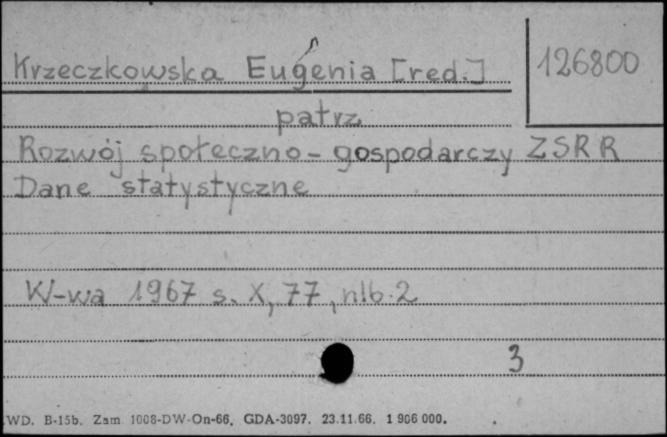 Krzeczkowska Eugenia [red.]
126800
patrz
Rozwój społeczno-gospodarczy ZSRR
Dane statystyczne
W-wa 1967 s. X, 77, nlb. 2
3
WD. B-15b. Zam 1008-DW-On-66. GDA-3097. 23.11.66. 1 906 000.